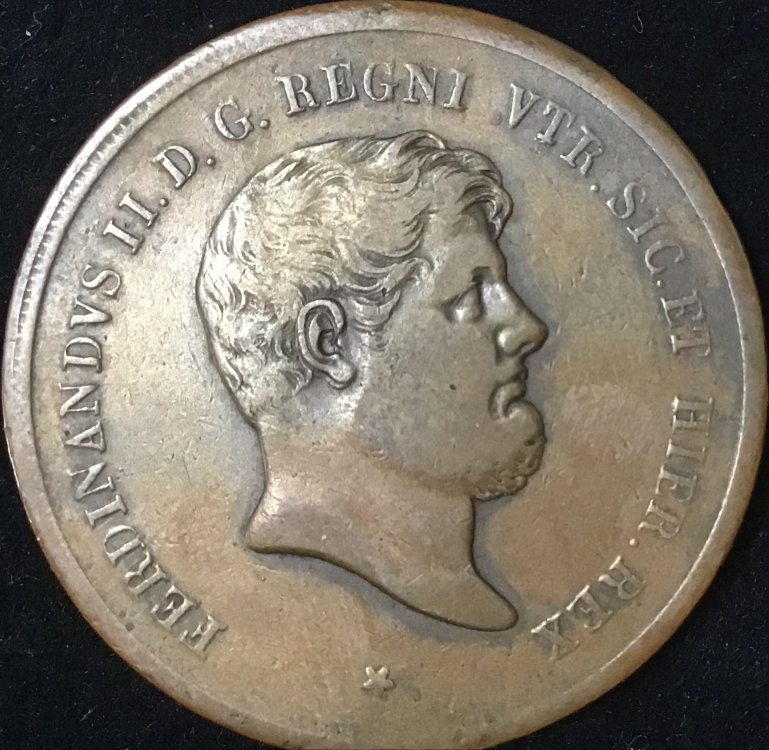 FERDINANDVS II. D. G. REGNI VTR. SIC. ET HIER. REX